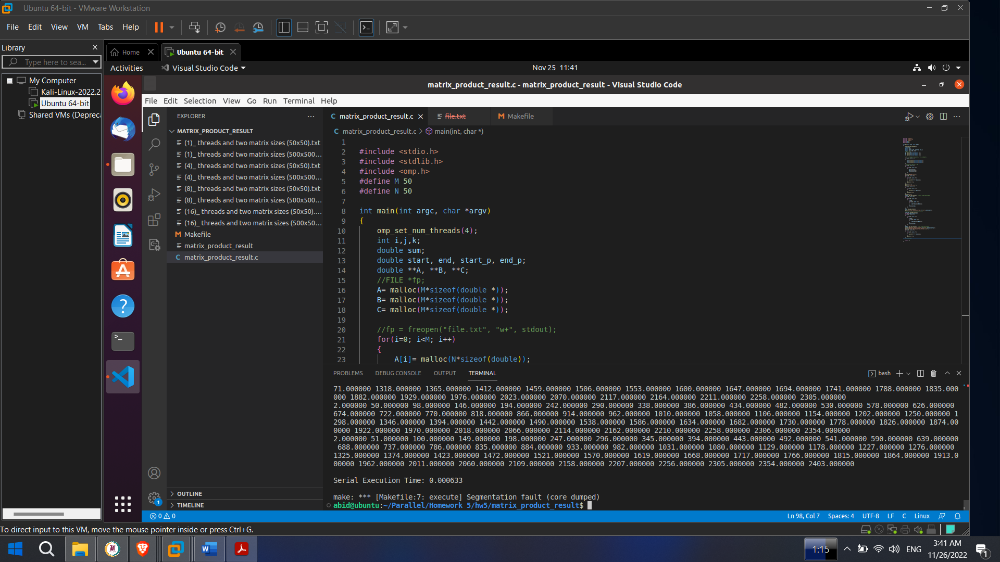 Ubuntu 64-bit - VMware Workstation
File Edit View VM Tabs Help
Library
Type here to sea...
My Computer
Kali-Linux-2022.2
Ubuntu 64-bit
Shared VMs (Depreca
Home
Ubuntu 64-bit
Activities
Visual Studio Code
Nov 25 11:41
matrix_product_result.c - matrix_product_result - Visual Studio Code
File Edit Selection View Go Run Terminal Help
EXPLORER
MATRIX_PRODUCT_RESULT
(1)_ threads and two matrix sizes (50x50).txt
(1)_ threads and two matrix sizes (500x500...
(4)_ threads and two matrix sizes (50x50).txt
(4)_ threads and two matrix sizes (500x500...
(8)_ threads and two matrix sizes (50x50).txt
(8)_ threads and two matrix sizes (500x500...
(16)_ threads and two matrix sizes (50x50)....
(16)_ threads and two matrix sizes (500x50...
M Makefile
matrix_product_result
C matrix_product_result.c
OUTLINE
TIMELINE
C matrix_product_result.c
file.txt
M Makefile
C matrix_product_result.c > main(int, char *)
1
2 #include <stdio.h>
3 #include <stdlib.h>
4 #include <omp.h>
5 #define M 50
6 #define N 50
7
8 int main(int argc, char *argv)
9 {
10 omp_set_num_threads(4);
11 int i,j,k;
12 double sum;
13 double start, end, start_p, end_p;
14 double **A, **B, **C;
15 //FILE *fp;
16 A= malloc(M*sizeof(double *));
17 B= malloc(M*sizeof(double *));
18 C= malloc(M*sizeof(double *));
19
20 //fp = freopen("file.txt", "w+", stdout);
21 for(i=0; i<M; i++)
22 {
23 A[i]= malloc(N*sizeof(double));
PROBLEMS DEBUG CONSOLE OUTPUT TERMINAL
bash
71.000000 1318.000000 1365.000000 1412.000000 1459.000000 1506.000000 1553.000000 1600.000000 1647.000000 1694.000000 1741.000000 1788.000000 1835.000
000 1882.000000 1929.000000 1976.000000 2023.000000 2070.000000 2117.000000 2164.000000 2211.000000 2258.000000 2305.000000
2.000000 50.000000 98.000000 146.000000 194.000000 242.000000 290.000000 338.000000 386.000000 434.000000 482.000000 530.000000 578.000000 626.000000
674.000000 722.000000 770.000000 818.000000 866.000000 914.000000 962.000000 1010.000000 1058.000000 1106.000000 1154.000000 1202.000000 1250.000000 1
298.000000 1346.000000 1394.000000 1442.000000 1490.000000 1538.000000 1586.000000 1634.000000 1682.000000 1730.000000 1778.000000 1826.000000 1874.00
0000 1922.000000 1970.000000 2018.000000 2066.000000 2114.000000 2162.000000 2210.000000 2258.000000 2306.000000 2354.000000
2.000000 51.000000 100.000000 149.000000 198.000000 247.000000 296.000000 345.000000 394.000000 443.000000 492.000000 541.000000 590.000000 639.000000
688.000000 737.000000 786.000000 835.000000 884.000000 933.000000 982.000000 1031.000000 1080.000000 1129.000000 1178.000000 1227.000000 1276.000000
1325.000000 1374.000000 1423.000000 1472.000000 1521.000000 1570.000000 1619.000000 1668.000000 1717.000000 1766.000000 1815.000000 1864.000000 1913.0
00000 1962.000000 2011.000000 2060.000000 2109.000000 2158.000000 2207.000000 2256.000000 2305.000000 2354.000000 2403.000000
Serial Execution Time: 0.000633
make: *** [Makefile:7: execute] Segmentation fault (core dumped)
abid@ubuntu:~/Parallel/Homework 5/hw5/matrix_product_result$
0 0
Ln 98, Col 7 Spaces: 4 UTF-8 LF C Linux
To direct input to this VM, move the mouse pointer inside or press Ctrl+G.
1:15
ENG
3:41 AM
11/26/2022
1